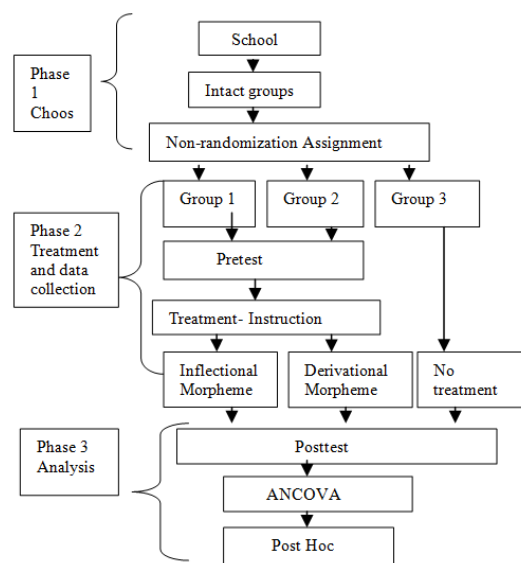 School
Phase
1
Choos
Intact groups
Non-randomization Assignment
Group 1
Group 2
Group 3
Phase 2
Treatment
and data
collection
Pretest
Treatment- Instruction
Inflectional
Morpheme
Derivational
Morpheme
No
treatment
Phase 3
Analysis
Posttest
ANCOVA
Post Hoc